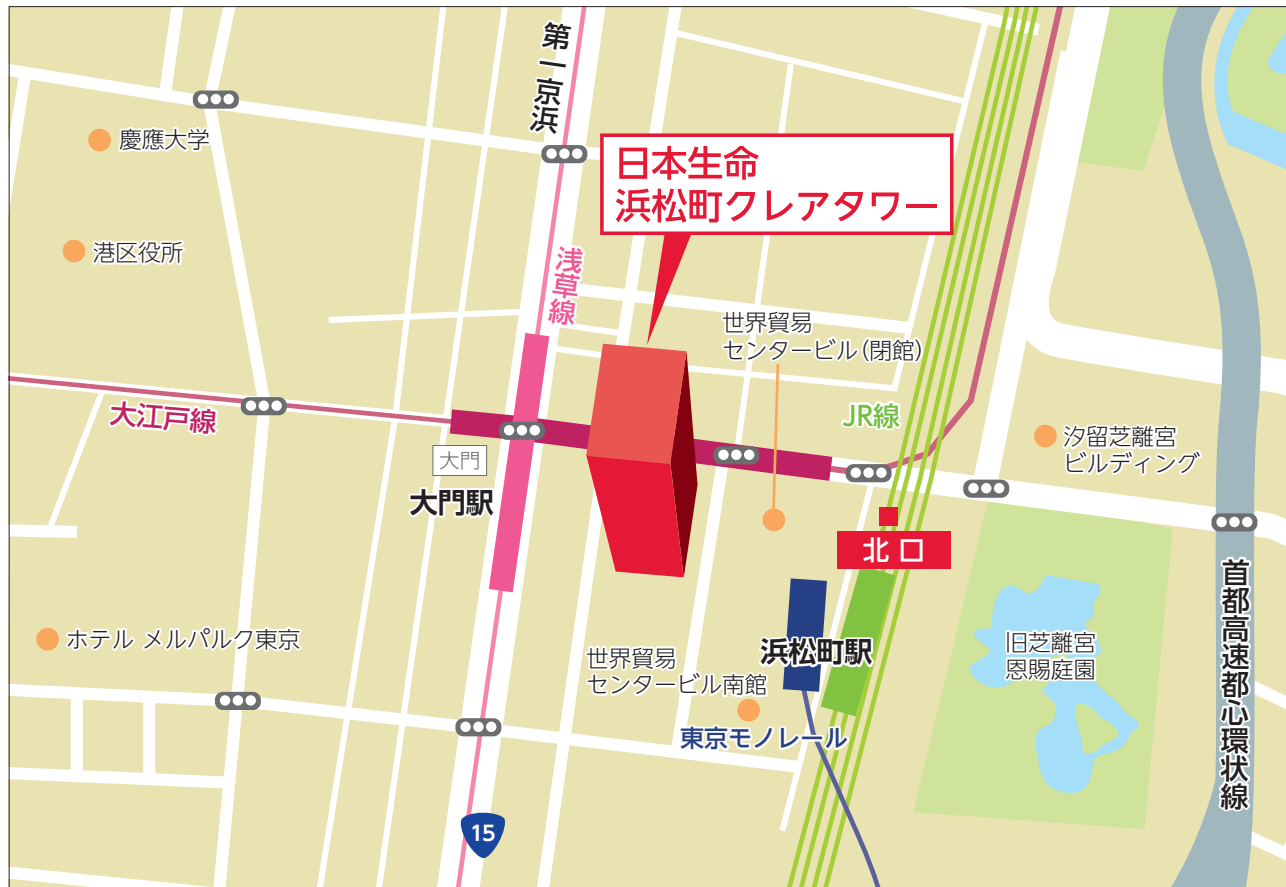 第一京浜
慶應大学
日本生命
浜松町クレアタワー
港区役所
浅草線
世界貿易
センタービル(閉館)
大江戸線
JR線
汐留芝離宮
ビルディング
大門
大門駅
北口
首都高速都心環状線
ホテル メルパルク東京
浜松町駅
旧芝離宮
恩賜庭園
世界貿易
センタービル南館
東京モノレール
15